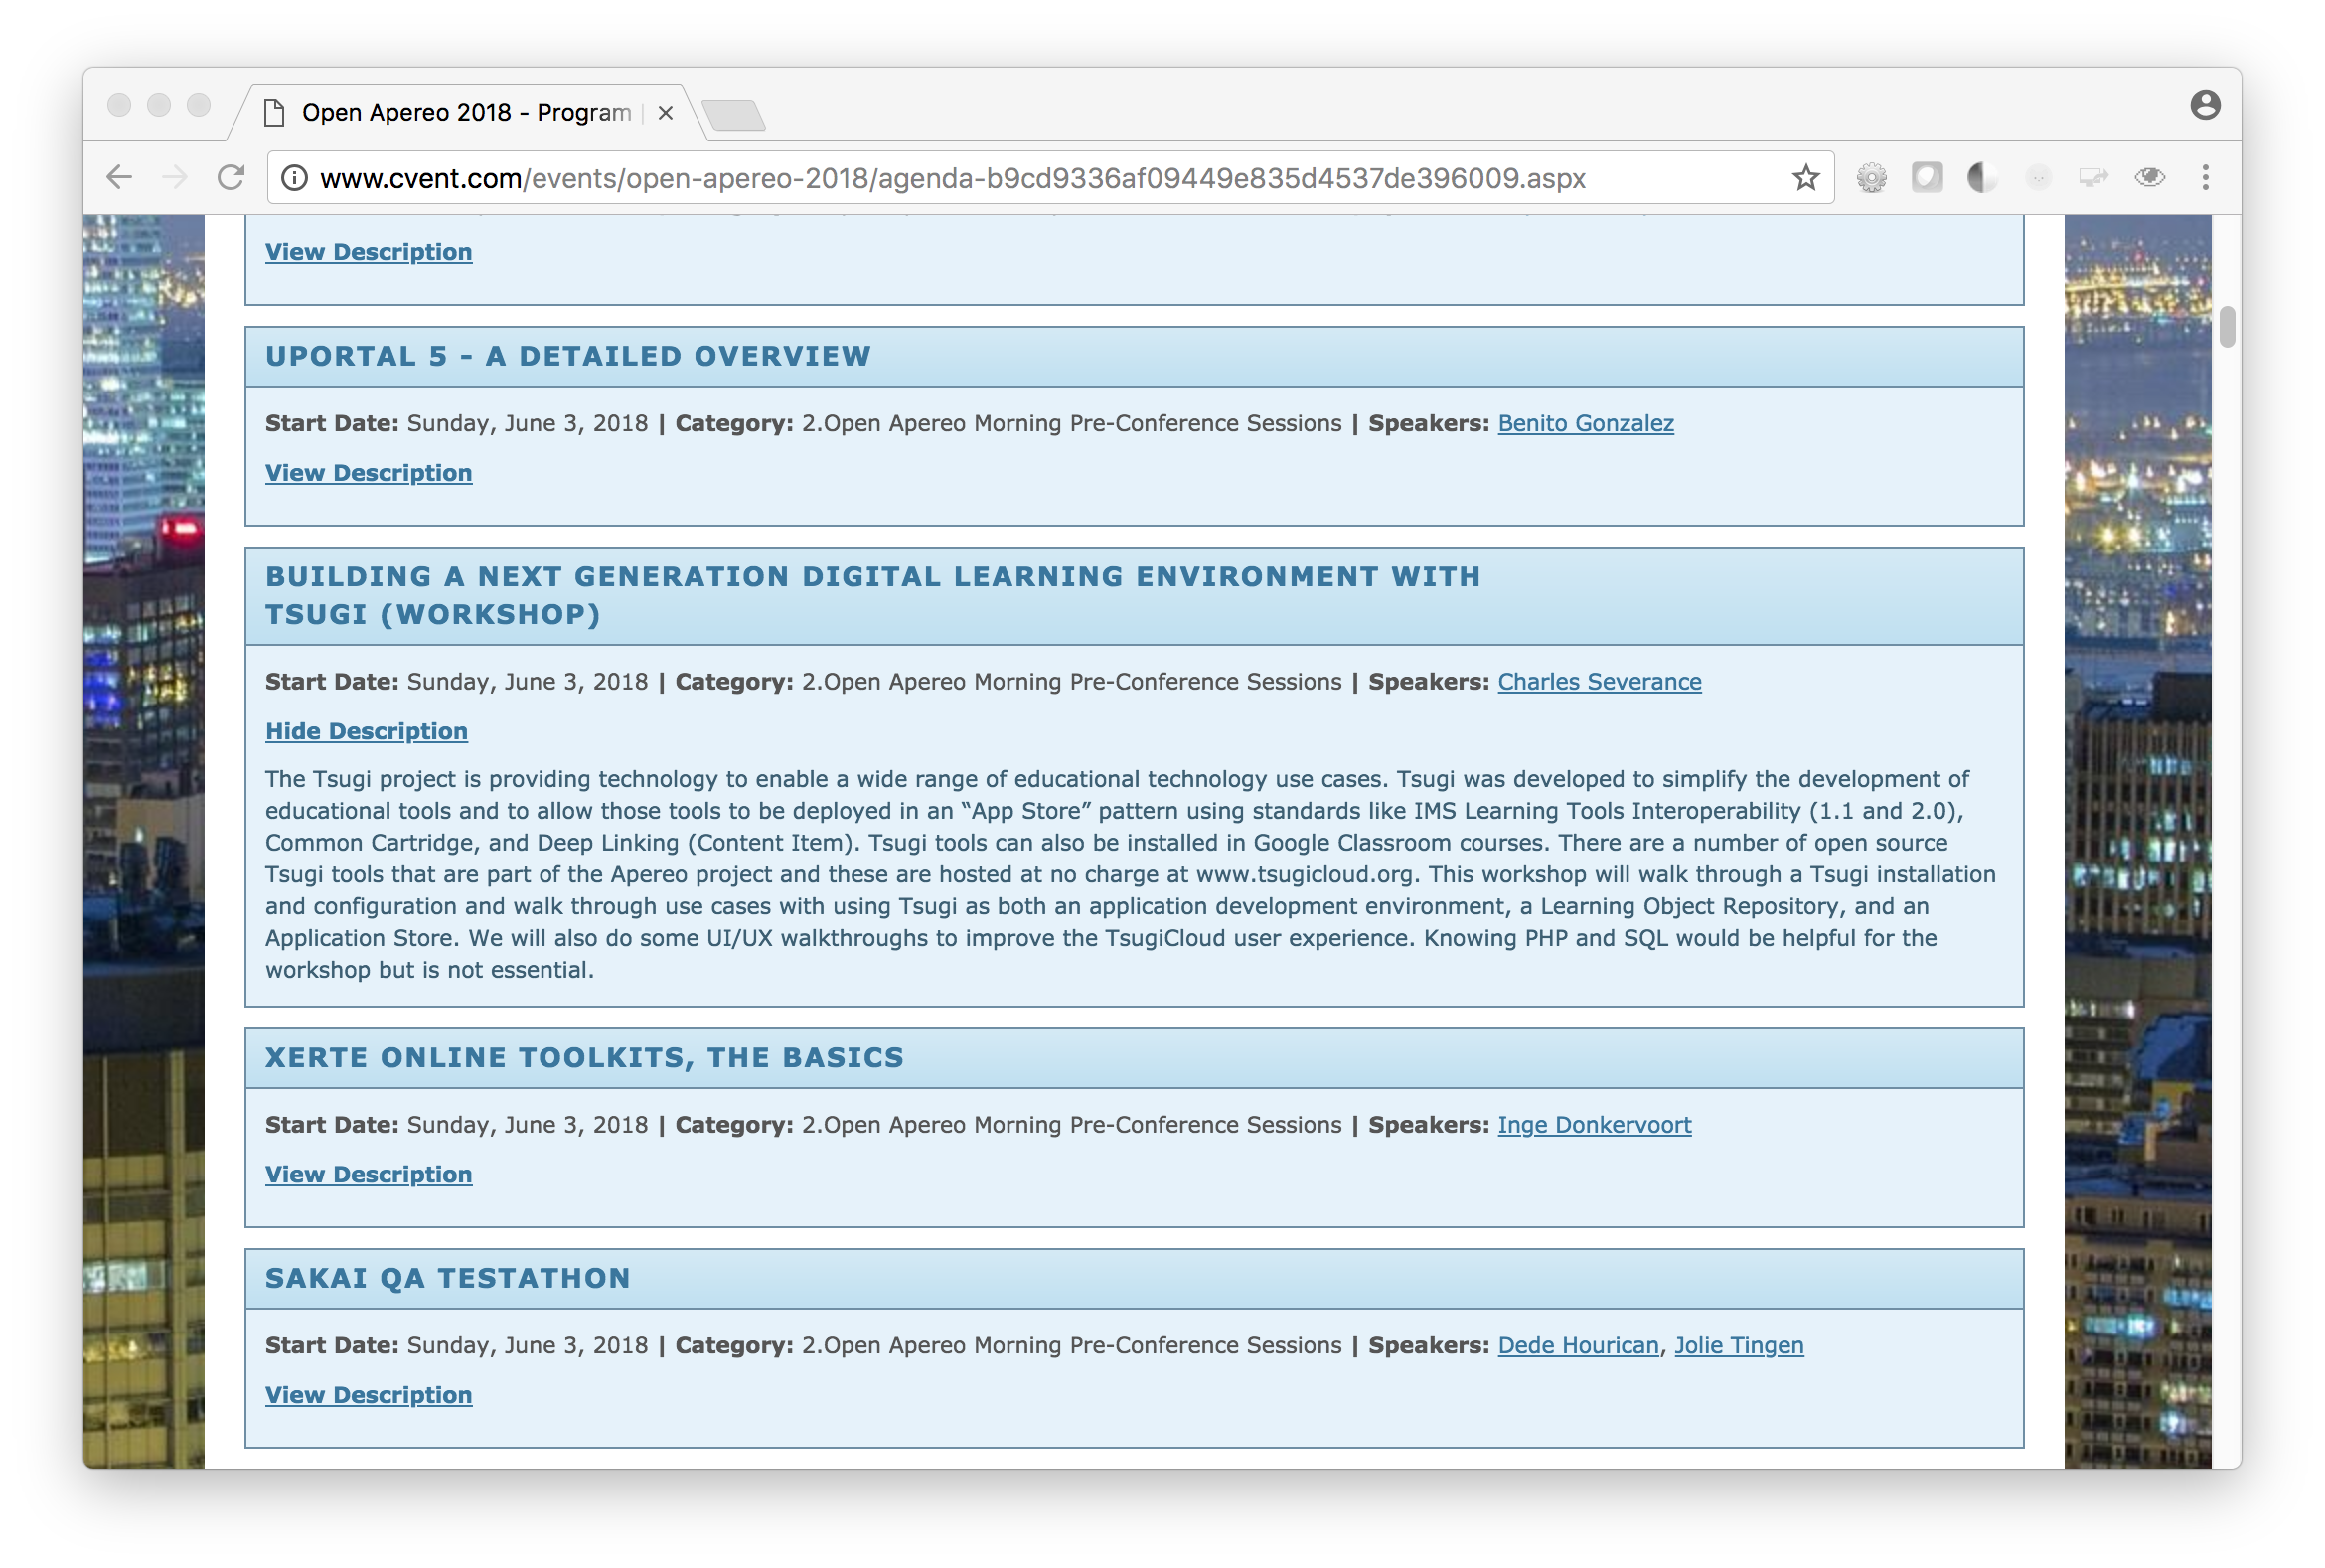 Open Apereo 2018 - Program
www.cvent.com/events/open-apereo-2018/agenda-b9cd9336af09449e835d4537de396009.aspx
View Description
UPORTAL 5 - A DETAILED OVERVIEW
Start Date: Sunday, June 3, 2018 | Category: 2.Open Apereo Morning Pre-Conference Sessions | Speakers: Benito Gonzalez
View Description
BUILDING A NEXT GENERATION DIGITAL LEARNING ENVIRONMENT WITH
TSUGI (WORKSHOP)
Start Date: Sunday, June 3, 2018 | Category: 2.Open Apereo Morning Pre-Conference Sessions | Speakers: Charles Severance
Hide Description
The Tsugi project is providing technology to enable a wide range of educational technology use cases. Tsugi was developed to simplify the development of
educational tools and to allow those tools to be deployed in an “App Store” pattern using standards like IMS Learning Tools Interoperability (1.1 and 2.0),
Common Cartridge, and Deep Linking (Content Item). Tsugi tools can also be installed in Google Classroom courses. There are a number of open source
Tsugi tools that are part of the Apereo project and these are hosted at no charge at www.tsugicloud.org. This workshop will walk through a Tsugi installation
and configuration and walk through use cases with using Tsugi as both an application development environment, a Learning Object Repository, and an
Application Store. We will also do some UI/UX walkthroughs to improve the TsugiCloud user experience. Knowing PHP and SQL would be helpful for the
workshop but is not essential.
XERTE ONLINE TOOLKITS, THE BASICS
Start Date: Sunday, June 3, 2018 | Category: 2.Open Apereo Morning Pre-Conference Sessions | Speakers: Inge Donkervoort
View Description
SAKAI QA TESTATHON
Start Date: Sunday, June 3, 2018 | Category: 2.Open Apereo Morning Pre-Conference Sessions | Speakers: Dede Hourican, Jolie Tingen
View Description